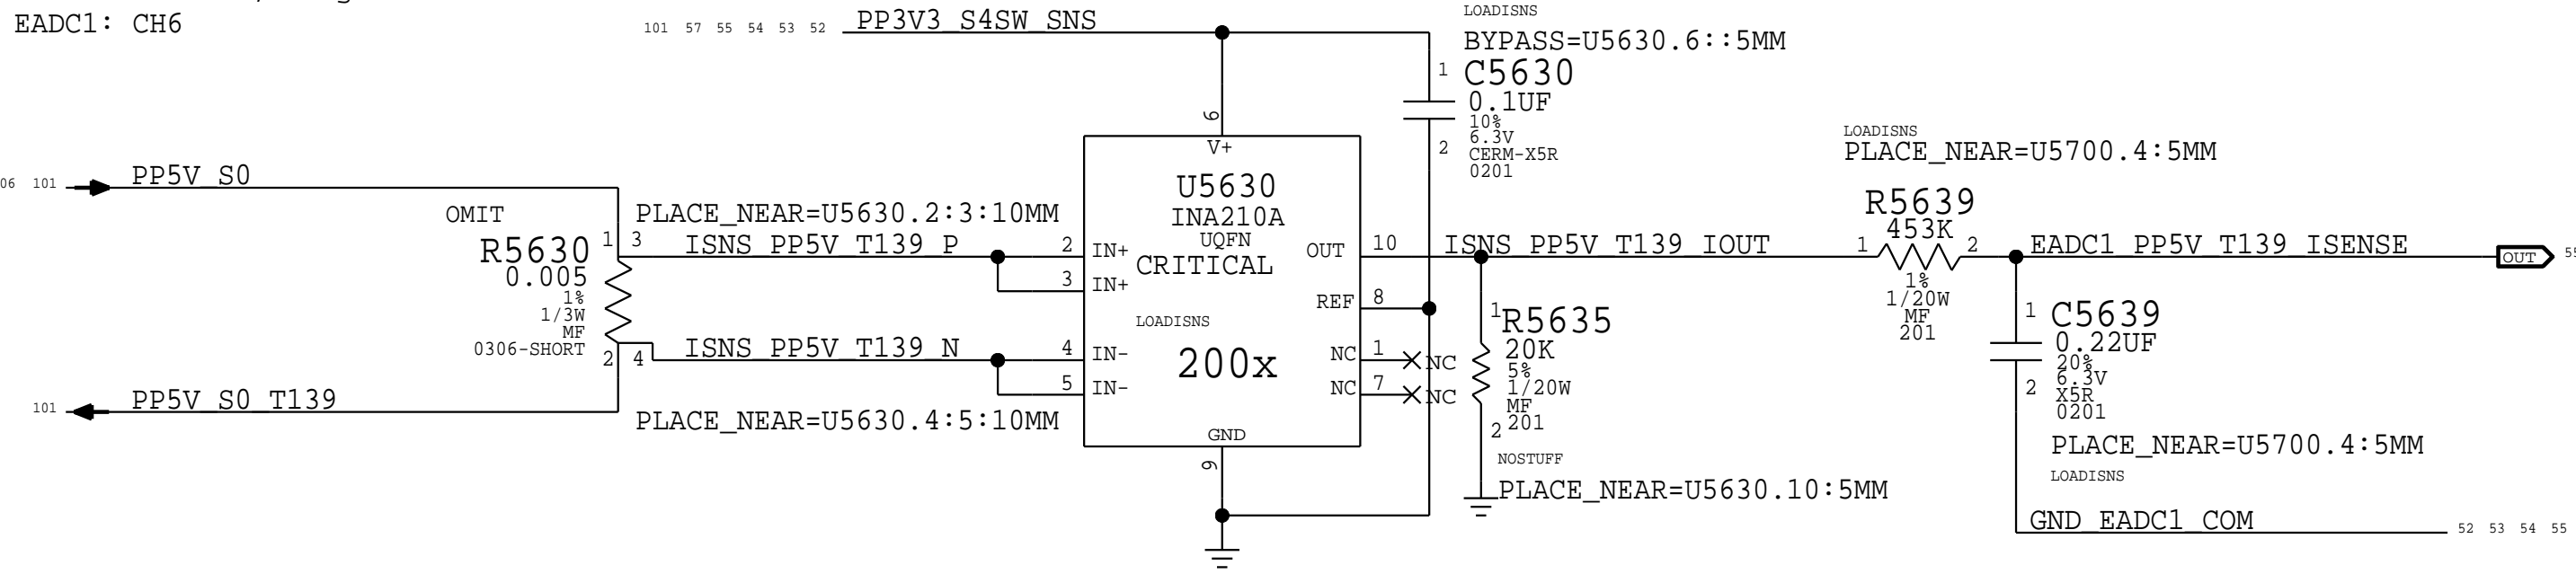 EADC1: CH6
101 57 55 54 53 52 PP3V3_S4SW_SNS
LOADISNS
BYPASS=U5630.6::5MM
1 C5630
0.1UF
10%
6.3V
2 CERM-X5R
0201
6
V+
U5630
INA210A
UQFN
CRITICAL
LOADISNS
200x
GND
9
06 101 PP5V_S0
OMIT
R5630
0.005
1%
1/3W
MF
0306-SHORT
1 3
2 4
PLACE_NEAR=U5630.2:3:10MM
ISNS_PP5V_T139_P 2 IN+
3 IN+
ISNS_PP5V_T139_N 4 IN-
5 IN-
101 PP5V_S0_T139
PLACE_NEAR=U5630.4:5:10MM
OUT 10 ISNS_PP5V_T139_IOUT
REF 8
NC 1 NC
NC 7 NC
1 R5635
20K
5%
1/20W
MF
2 201
NOSTUFF
PLACE_NEAR=U5630.10:5MM
LOADISNS
PLACE_NEAR=U5700.4:5MM
R5639
453K
1 2
1%
1/20W
MF
201
EADC1_PP5V_T139_ISENSE OUT
1 C5639
0.22UF
20%
6.3V
2 X5R
0201
PLACE_NEAR=U5700.4:5MM
LOADISNS
GND_EADC1_COM 52 53 54 55